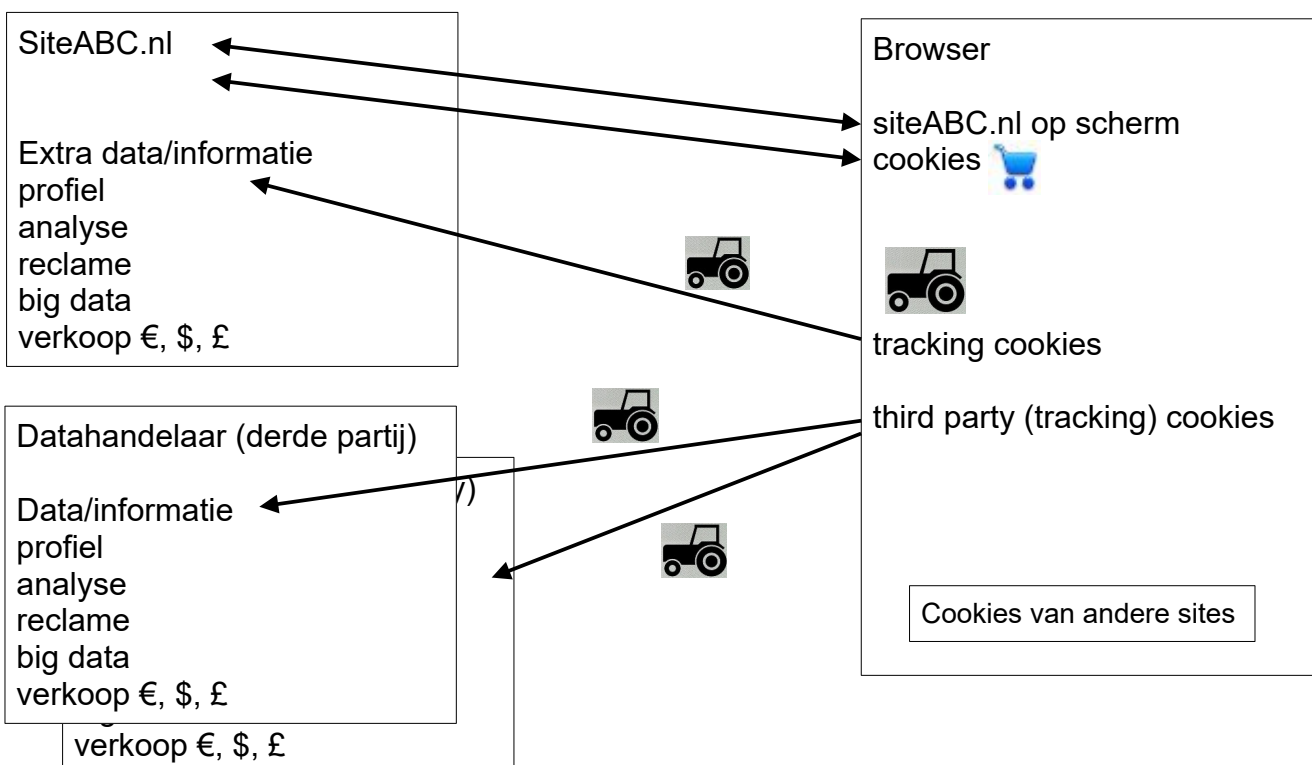 SiteABC.nl
Extra data/informatie
profiel
analyse
reclame
big data
verkoop €, $, £
Browser
siteABC.nl op scherm
cookies
tracking cookies
third party (tracking) cookies
Cookies van andere sites
Datahandelaar (derde partij)
Data/informatie
profiel
analyse
reclame
big data
verkoop €, $, £
verkoop €, $, £